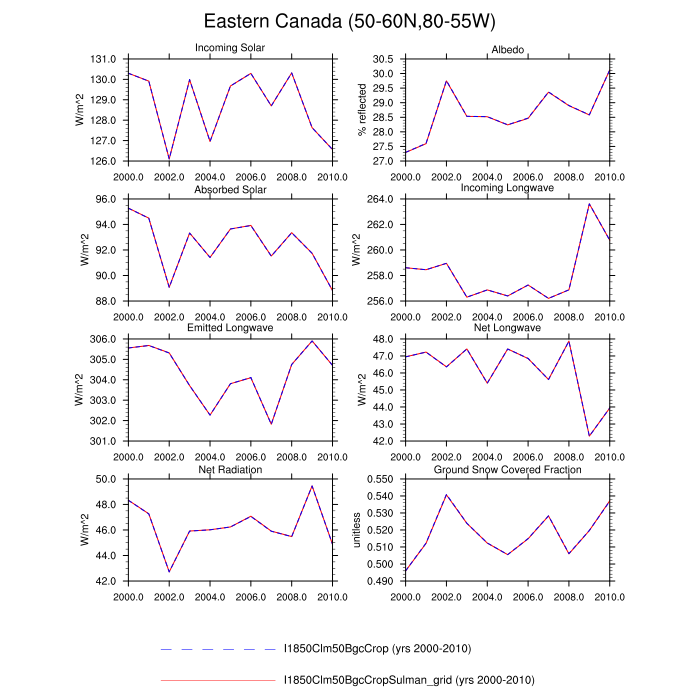 Eastern Canada (50-60N,80-55W)
Incoming Solar
W/m^2
131.0
130.0
129.0
128.0
127.0
126.0
2000.0 2002.0 2004.0 2006.0 2008.0 2010.0
Albedo
% reflected
30.5
30.0
29.5
29.0
28.5
28.0
27.5
27.0
2000.0 2002.0 2004.0 2006.0 2008.0 2010.0
Absorbed Solar
W/m^2
96.0
94.0
92.0
90.0
88.0
2000.0 2002.0 2004.0 2006.0 2008.0 2010.0
Incoming Longwave
W/m^2
264.0
262.0
260.0
258.0
256.0
2000.0 2002.0 2004.0 2006.0 2008.0 2010.0
Emitted Longwave
W/m^2
306.0
305.0
304.0
303.0
302.0
301.0
2000.0 2002.0 2004.0 2006.0 2008.0 2010.0
Net Longwave
W/m^2
48.0
47.0
46.0
45.0
44.0
43.0
42.0
2000.0 2002.0 2004.0 2006.0 2008.0 2010.0
Net Radiation
W/m^2
50.0
48.0
46.0
44.0
42.0
2000.0 2002.0 2004.0 2006.0 2008.0 2010.0
Ground Snow Covered Fraction
unitless
0.550
0.540
0.530
0.520
0.510
0.500
0.490
2000.0 2002.0 2004.0 2006.0 2008.0 2010.0
I1850Clm50BgcCrop (yrs 2000-2010)
I1850Clm50BgcCropSulman_grid (yrs 2000-2010)